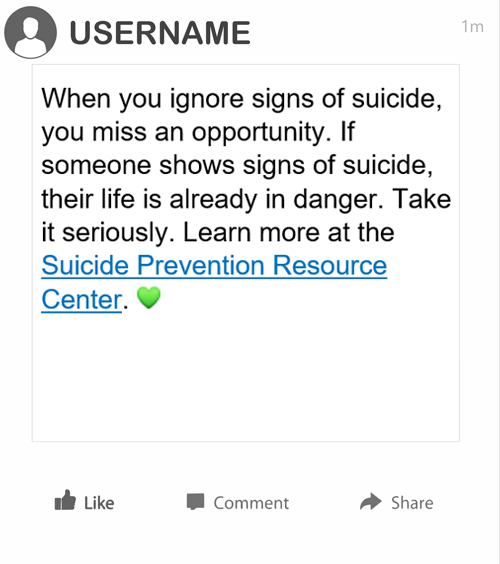 USERNAME
1m
When you ignore signs of suicide,
you miss an opportunity. If
someone shows signs of suicide,
their life is already in danger. Take
it seriously. Learn more at the
Suicide Prevention Resource
Center. 💚
Like
Comment
Share